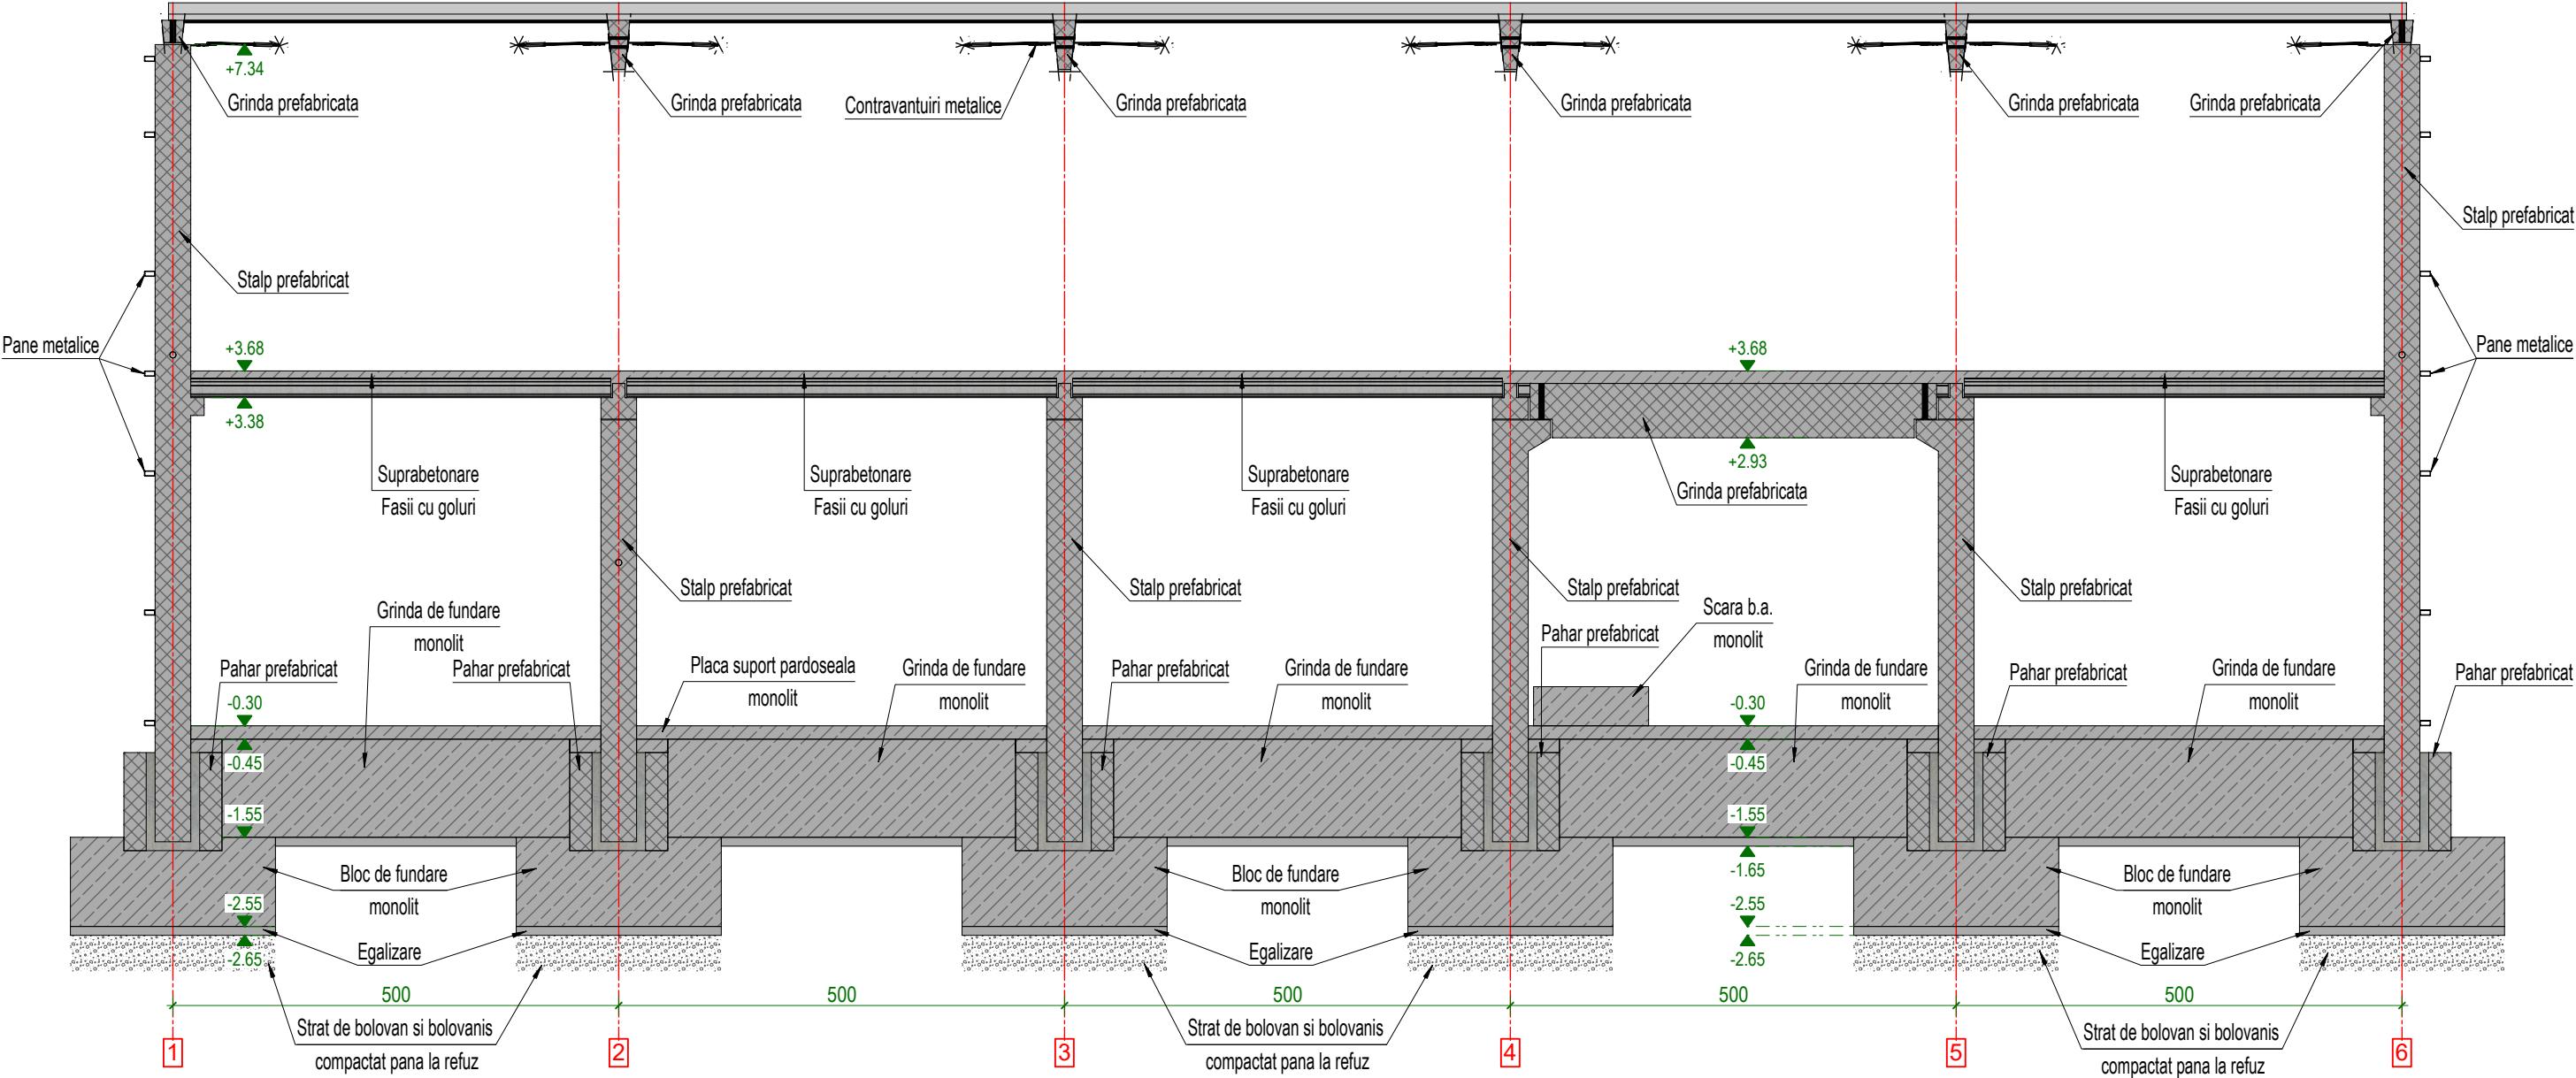 +7.34
Grinda prefabricata
Grinda prefabricata
Contravantuiri metalice
Grinda prefabricata
Grinda prefabricata
Grinda prefabricata
Grinda prefabricata
Stalp prefabricat
Stalp prefabricat
Pane metalice
+3.68
+3.68
Pane metalice
+3.38
+2.93
Suprabetonare
Fasii cu goluri
Suprabetonare
Fasii cu goluri
Suprabetonare
Fasii cu goluri
Grinda prefabricata
Suprabetonare
Fasii cu goluri
Stalp prefabricat
Stalp prefabricat
Stalp prefabricat
Stalp prefabricat
Grinda de fundare
monolit
Scara b.a.
monolit
Pahar prefabricat
Pahar prefabricat
Pahar prefabricat
Placa suport pardoseala
monolit
Grinda de fundare
monolit
Pahar prefabricat
Grinda de fundare
monolit
Grinda de fundare
monolit
Pahar prefabricat
Grinda de fundare
monolit
Pahar prefabricat
-0.30
-0.30
-0.45
-0.45
-1.55
-1.55
Bloc de fundare
monolit
Bloc de fundare
monolit
-1.65
Bloc de fundare
monolit
-2.55
-2.55
Egalizare
Egalizare
Egalizare
-2.65
-2.65
500
500
500
500
500
Strat de bolovan si bolovanis
compactat pana la refuz
Strat de bolovan si bolovanis
compactat pana la refuz
Strat de bolovan si bolovanis
compactat pana la refuz
1
2
3
4
5
6